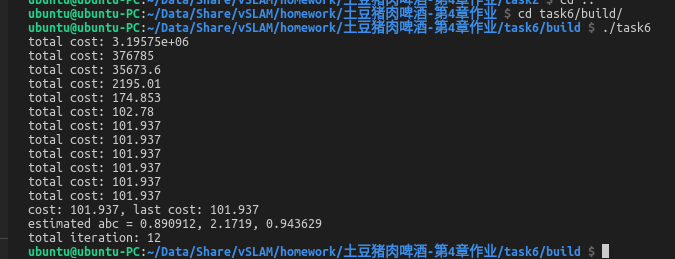 ubuntu@ubuntu-PC:~/Data/Share/vSLAM/homework/土豆猪肉啤酒-第4章作业/task2 $ cd ..
ubuntu@ubuntu-PC:~/Data/Share/vSLAM/homework/土豆猪肉啤酒-第4章作业 $ cd task6/build/
ubuntu@ubuntu-PC:~/Data/Share/vSLAM/homework/土豆猪肉啤酒-第4章作业/task6/build $ ./task6
total cost: 3.19575e+06
total cost: 376785
total cost: 35673.6
total cost: 2195.01
total cost: 174.853
total cost: 102.78
total cost: 101.937
total cost: 101.937
total cost: 101.937
total cost: 101.937
total cost: 101.937
total cost: 101.937
cost: 101.937, last cost: 101.937
estimated abc = 0.890912, 2.1719, 0.943629
total iteration: 12
ubuntu@ubuntu-PC:~/Data/Share/vSLAM/homework/土豆猪肉啤酒-第4章作业/task6/build $